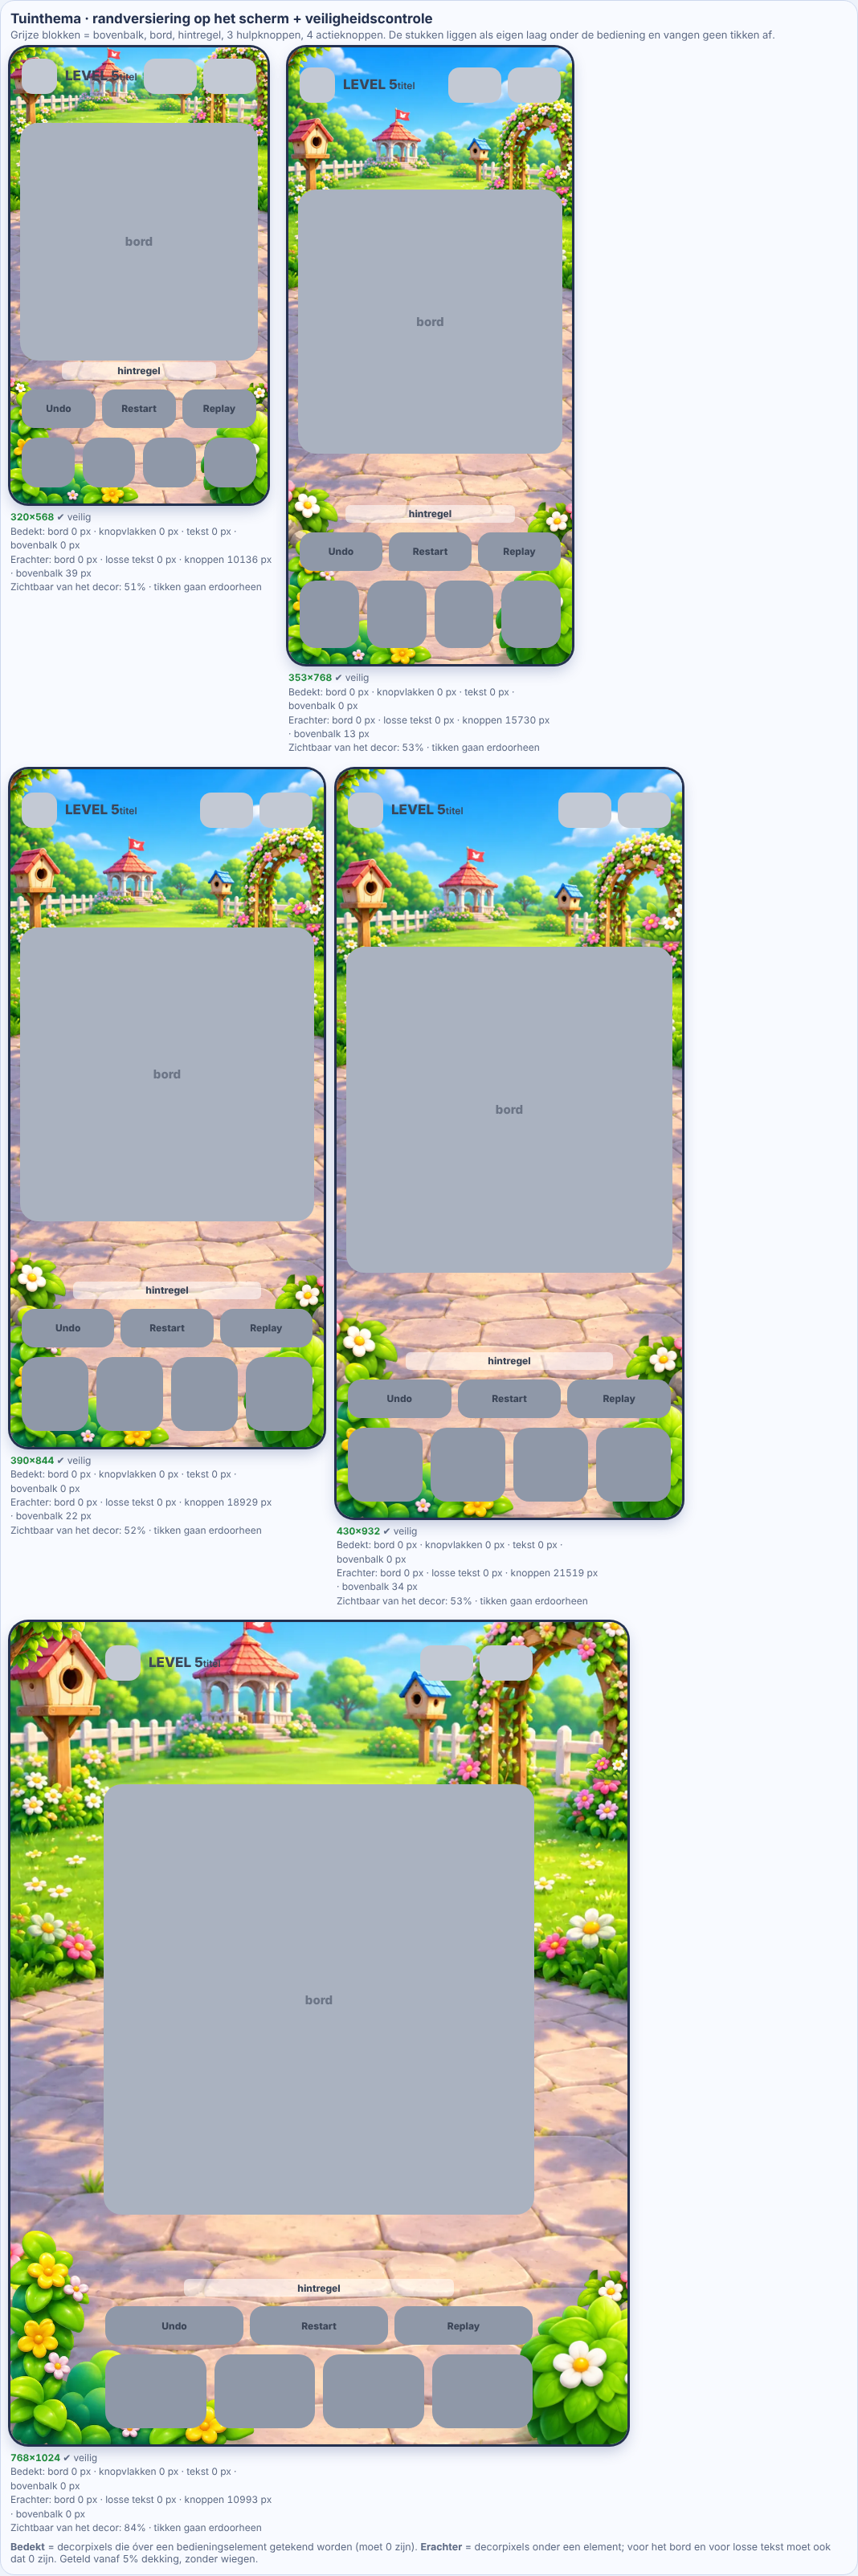 Tuinthema · randversiering op het scherm + veiligheidscontrole
Grijze blokken = bovenbalk, bord, hintregel, 3 hulpknoppen, 4 actieknoppen. De stukken liggen als eigen laag onder de bediening en vangen geen tikken af.
LEVEL 5 titel
bord
hintregel
Undo Restart Replay
320×568 ✔ veilig
Bedekt: bord 0 px · knopvlakken 0 px · tekst 0 px ·
bovenbalk 0 px
Erachter: bord 0 px · losse tekst 0 px · knoppen 10136 px
· bovenbalk 39 px
Zichtbaar van het decor: 51% · tikken gaan erdoorheen
LEVEL 5 titel
bord
hintregel
Undo Restart Replay
353×768 ✔ veilig
Bedekt: bord 0 px · knopvlakken 0 px · tekst 0 px ·
bovenbalk 0 px
Erachter: bord 0 px · losse tekst 0 px · knoppen 15730 px
· bovenbalk 13 px
Zichtbaar van het decor: 53% · tikken gaan erdoorheen
LEVEL 5 titel
bord
hintregel
Undo Restart Replay
390×844 ✔ veilig
Bedekt: bord 0 px · knopvlakken 0 px · tekst 0 px ·
bovenbalk 0 px
Erachter: bord 0 px · losse tekst 0 px · knoppen 18929 px
· bovenbalk 22 px
Zichtbaar van het decor: 52% · tikken gaan erdoorheen
LEVEL 5 titel
bord
hintregel
Undo Restart Replay
430×932 ✔ veilig
Bedekt: bord 0 px · knopvlakken 0 px · tekst 0 px ·
bovenbalk 0 px
Erachter: bord 0 px · losse tekst 0 px · knoppen 21519 px
· bovenbalk 34 px
Zichtbaar van het decor: 53% · tikken gaan erdoorheen
LEVEL 5 titel
bord
hintregel
Undo Restart Replay
768×1024 ✔ veilig
Bedekt: bord 0 px · knopvlakken 0 px · tekst 0 px ·
bovenbalk 0 px
Erachter: bord 0 px · losse tekst 0 px · knoppen 10993 px
· bovenbalk 0 px
Zichtbaar van het decor: 84% · tikken gaan erdoorheen
Bedekt = decorpixels die óver een bedieningselement getekend worden (moet 0 zijn). Erachter = decorpixels onder een element; voor het bord en voor losse tekst moet ook
dat 0 zijn. Geteld vanaf 5% dekking, zonder wiegen.